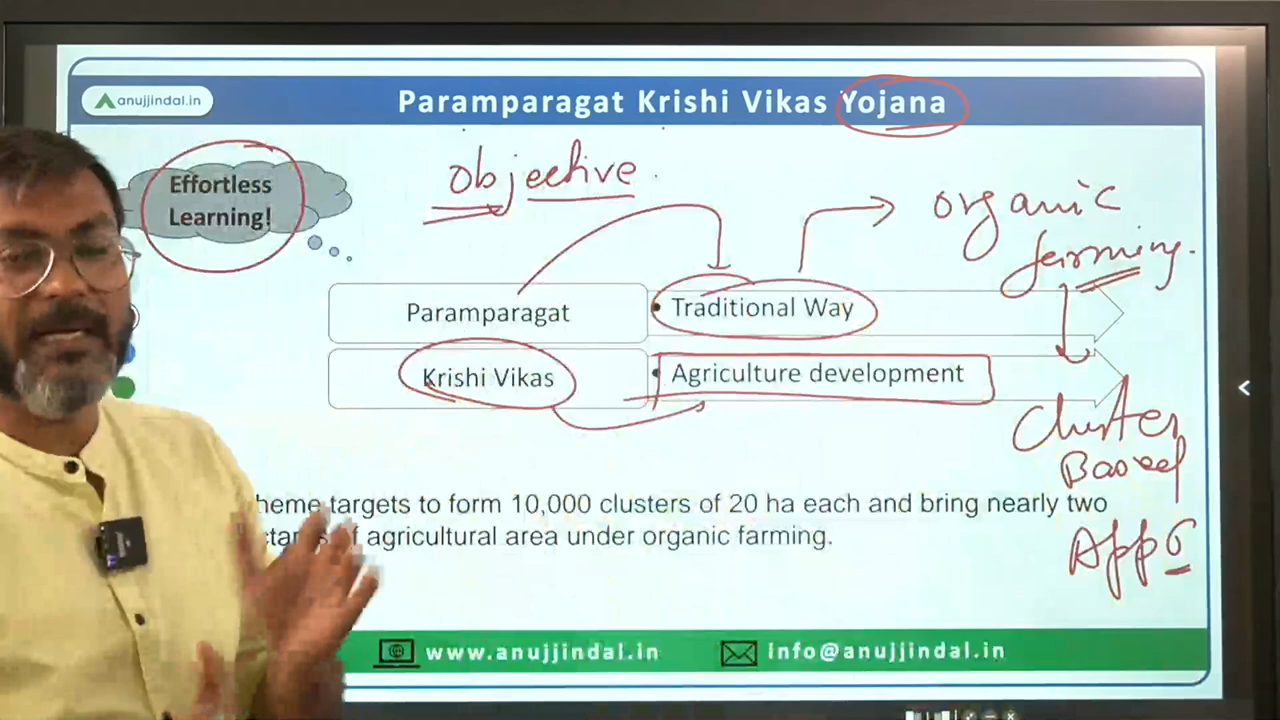 anujjindal.in
Paramparagat Krishi Vikas Yojana
Effortless
Learning!
Objective
organic
farming.
Paramparagat
• Traditional Way
Krishi Vikas
• Agriculture development
Cluster
Based
heme targets to form 10,000 clusters of 20 ha each and bring nearly two
of agricultural area under organic farming.
www.anujjindal.in
info@anujjindal.in